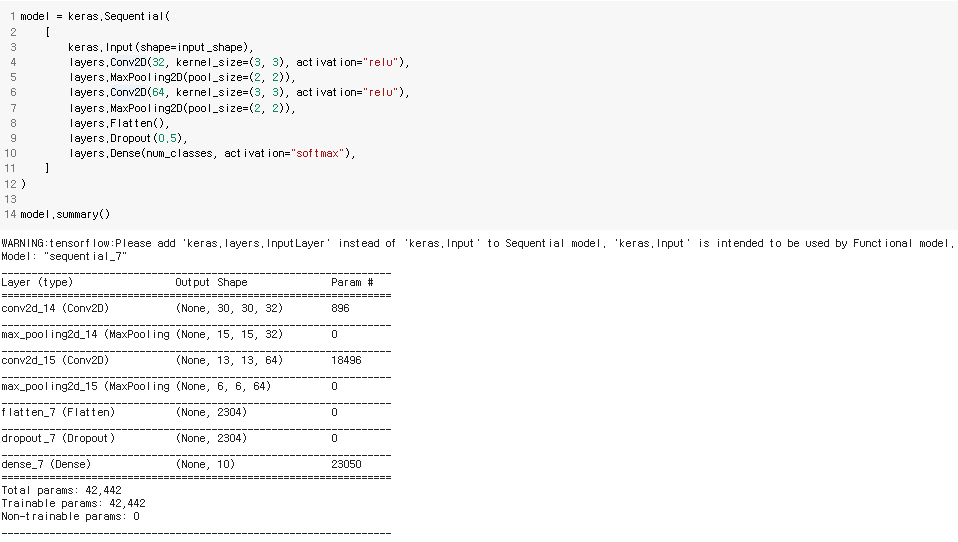 1 model = keras.Sequential(
2     [
3         keras.Input(shape=input_shape),
4         layers.Conv2D(32, kernel_size=(3, 3), activation="relu"),
5         layers.MaxPooling2D(pool_size=(2, 2)),
6         layers.Conv2D(64, kernel_size=(3, 3), activation="relu"),
7         layers.MaxPooling2D(pool_size=(2, 2)),
8         layers.Flatten(),
9         layers.Dropout(0.5),
10         layers.Dense(num_classes, activation="softmax"),
11     ]
12 )
13
14 model.summary()
WARNING:tensorflow:Please add `keras.layers.InputLayer` instead of `keras.Input` to Sequential model. `keras.Input` is intended to be used by Functional model.
Model: "sequential_7"
_________________________________________________________________
Layer (type)                 Output Shape              Param #
=================================================================
conv2d_14 (Conv2D)           (None, 30, 30, 32)        896
_________________________________________________________________
max_pooling2d_14 (MaxPooling (None, 15, 15, 32)        0
_________________________________________________________________
conv2d_15 (Conv2D)           (None, 13, 13, 64)        18496
_________________________________________________________________
max_pooling2d_15 (MaxPooling (None, 6, 6, 64)          0
_________________________________________________________________
flatten_7 (Flatten)          (None, 2304)              0
_________________________________________________________________
dropout_7 (Dropout)          (None, 2304)              0
_________________________________________________________________
dense_7 (Dense)              (None, 10)                23050
=================================================================
Total params: 42,442
Trainable params: 42,442
Non-trainable params: 0
_________________________________________________________________